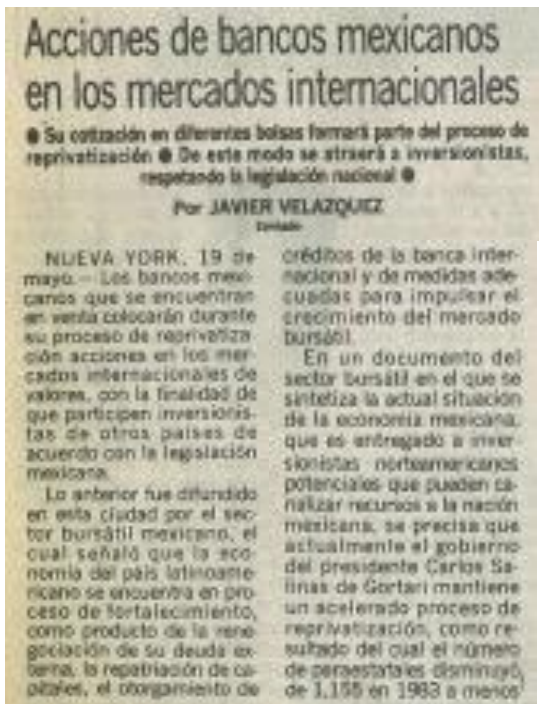 Acciones de bancos mexicanos
en los mercados internacionales
● Su cotización en diferentes bolsas formará parte del proceso de
reprivatización ● De este modo se atraerá a inversionistas,
respetando la legislación nacional ●
Por JAVIER VELAZQUEZ
Enviado
NUEVA YORK, 19 de
mayo.— Los bancos mexi-
canos que se encuentran
en venta colocarán durante
su proceso de reprivatiza
ción acciones en los mer-
cados internacionales de
valores, con la finalidad de
que participen inversionis-
tas de otros países de
acuerdo con la legislación
mexicana.
Lo anterior fue difundido
en esta ciudad por el sec-
tor bursátil mexicano, el
cual señaló que la eco-
nomía del país latinoame-
ricano se encuentra en pro-
ceso de fortalecimiento,
como producto de la rene-
gociación de su deuda ex-
terna, la repatriación de ca-
pitales, el otorgamiento de
créditos de la banca inter-
nacional y de medidas ade-
cuadas para impulsar el
crecimiento del mercado
bursátil.
En un documento del
sector bursátil en el que se
sintetiza la actual situación
de la economía mexicana,
que es entregado a inver-
sionistas norteamericanos
potenciales que pueden ca-
nalizar recursos a la nación
mexicana, se precisa que
actualmente el gobierno
del presidente Carlos Sa-
linas de Gortari mantiene
un acelerado proceso de
reprivatización, como re-
sultado del cual el número
de paraestatales disminuyó
de 1,155 en 1983 a menos